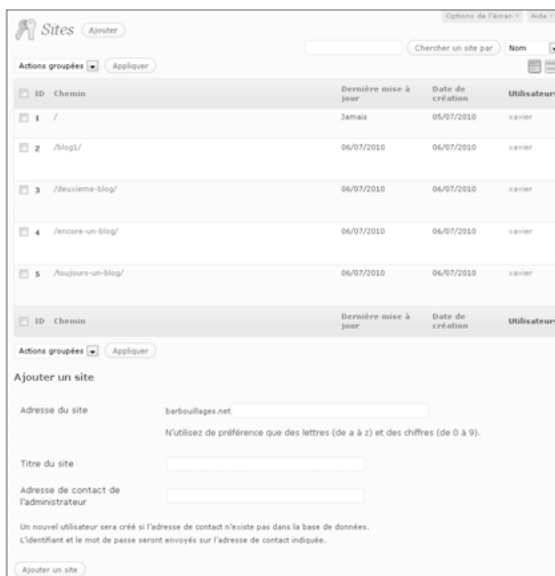 Options de l'écran Aide
Sites Ajouter
Chercher un site par Nom
Actions groupées Appliquer
ID Chemin Dernière mise à jour Date de création Utilisateurs
1 / Jamais 05/07/2010 xavier
2 /blog1/ 06/07/2010 06/07/2010 xavier
3 /deuxieme-blog/ 06/07/2010 06/07/2010 xavier
4 /encore-un-blog/ 06/07/2010 06/07/2010 xavier
5 /toujours-un-blog/ 06/07/2010 06/07/2010 xavier
ID Chemin Dernière mise à jour Date de création Utilisateurs
Actions groupées Appliquer
Ajouter un site
Adresse du site barbouillages.net
N'utilisez de préférence que des lettres (de a à z) et des chiffres (de 0 à 9).
Titre du site
Adresse de contact de l'administrateur
Un nouvel utilisateur sera créé si l'adresse de contact n'existe pas dans la base de données.
L'identifiant et le mot de passe seront envoyés sur l'adresse de contact indiquée.
Ajouter un site